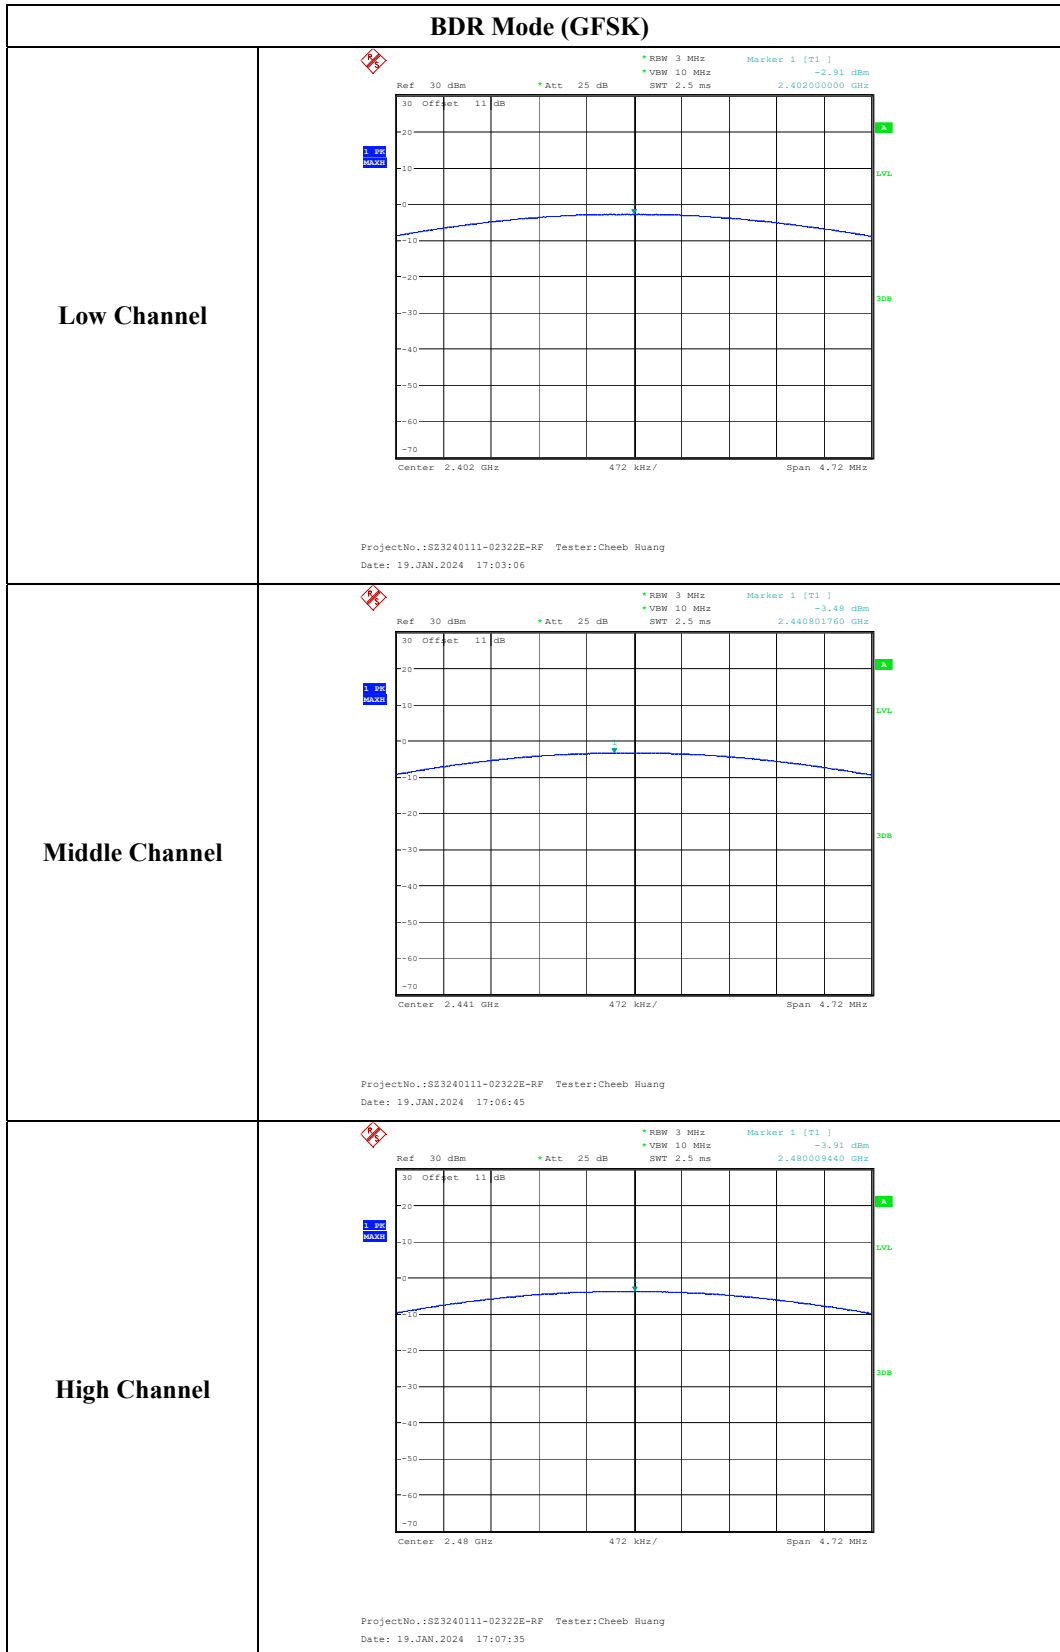 BDR Mode (GFSK)
Low Channel
R/S
* RBW 3 MHz Marker 1 [T1 ]
* VBW 10 MHz -2.91 dBm
Ref 30 dBm * Att 25 dB SWT 2.5 ms 2.402000000 GHz
30 Offset 11 dB
A
20
1 PK
MAXH
10
LVL
0
-10
-20
3DB
-30
-40
-50
-60
-70
Center 2.402 GHz 472 kHz/ Span 4.72 MHz
ProjectNo.:SZ3240111-02322E-RF Tester:Cheeb Huang
Date: 19.JAN.2024 17:03:06
Middle Channel
R/S
* RBW 3 MHz Marker 1 [T1 ]
* VBW 10 MHz -3.48 dBm
Ref 30 dBm * Att 25 dB SWT 2.5 ms 2.440801760 GHz
30 Offset 11 dB
A
20
1 PK
MAXH
10
LVL
0
1
-10
-20
3DB
-30
-40
-50
-60
-70
Center 2.441 GHz 472 kHz/ Span 4.72 MHz
ProjectNo.:SZ3240111-02322E-RF Tester:Cheeb Huang
Date: 19.JAN.2024 17:06:45
High Channel
R/S
* RBW 3 MHz Marker 1 [T1 ]
* VBW 10 MHz -3.91 dBm
Ref 30 dBm * Att 25 dB SWT 2.5 ms 2.480009440 GHz
30 Offset 11 dB
A
20
1 PK
MAXH
10
LVL
0
-10
-20
3DB
-30
-40
-50
-60
-70
Center 2.48 GHz 472 kHz/ Span 4.72 MHz
ProjectNo.:SZ3240111-02322E-RF Tester:Cheeb Huang
Date: 19.JAN.2024 17:07:35